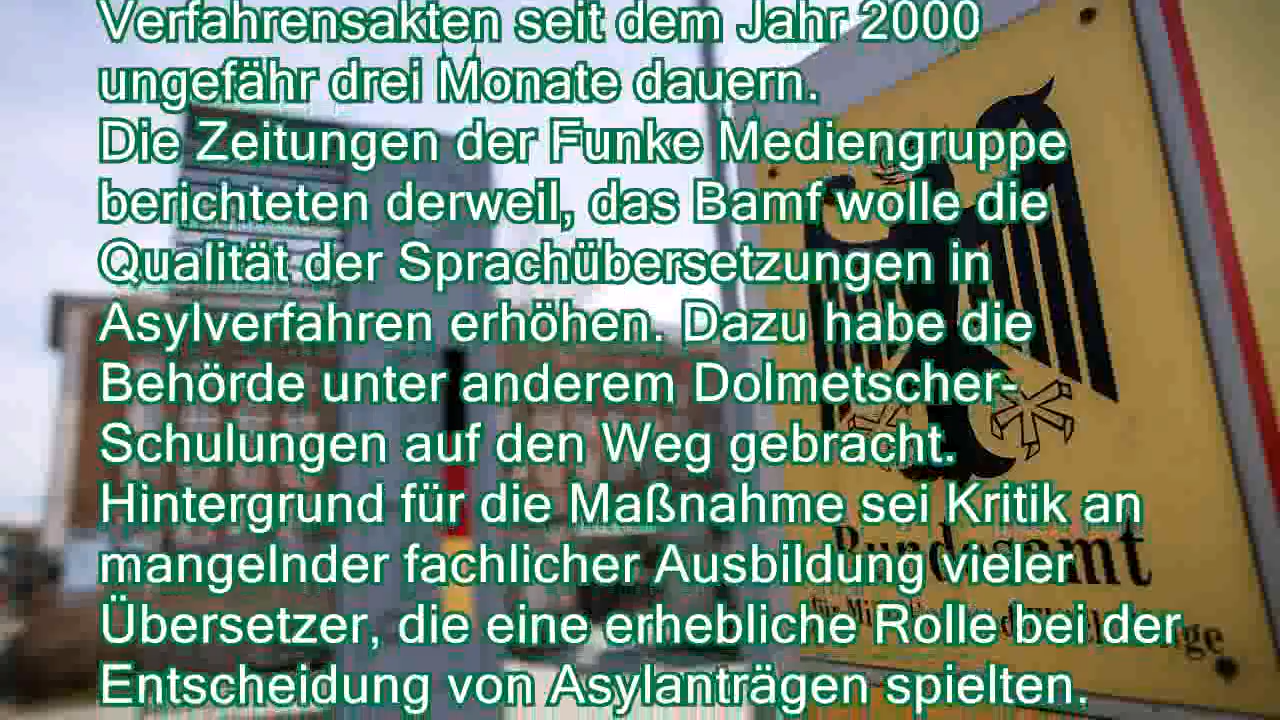 Verfahrensakten seit dem Jahr 2000
ungefähr drei Monate dauern.
Die Zeitungen der Funke Mediengruppe
berichteten derweil, das Bamf wolle die
Qualität der Sprachübersetzungen in
Asylverfahren erhöhen. Dazu habe die
Behörde unter anderem Dolmetscher-
Schulungen auf den Weg gebracht.
Hintergrund für die Maßnahme sei Kritik an
mangelnder fachlicher Ausbildung vieler
Übersetzer, die eine erhebliche Rolle bei der
Entscheidung von Asylanträgen spielten.
Bundesamt